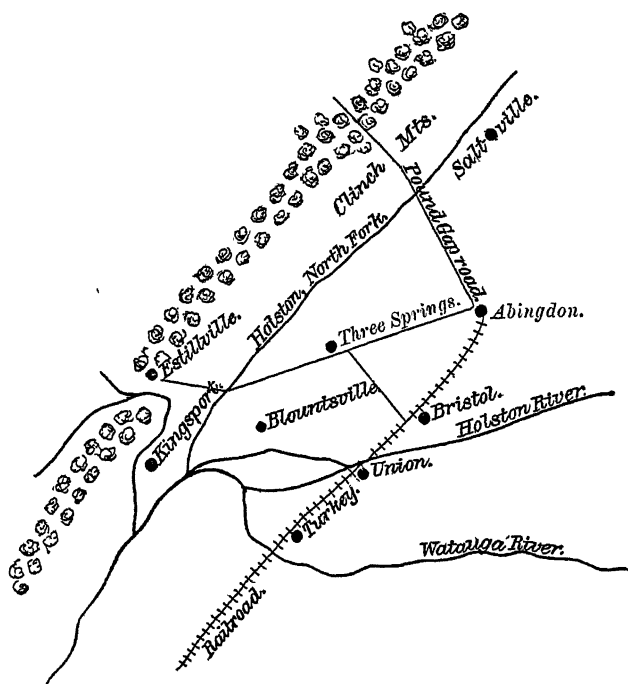 Clinch Mts.
Saltville.
Pound Gap road.
Holston, North Fork.
Estillville.
Three Springs.
Abingdon.
Kingsport.
Blountsville
Bristol.
Holston River.
Union.
Turkey.
Watauga River.
Railroad.